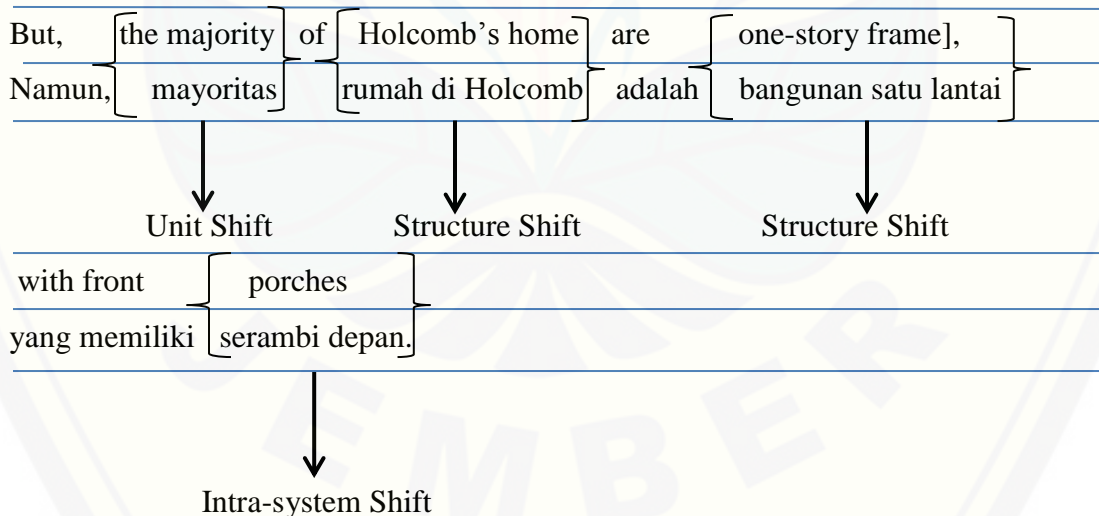 But, the majority of Holcomb’s home are one-story frame],
Namun, mayoritas rumah di Holcomb adalah bangunan satu lantai
Unit Shift Structure Shift Structure Shift
with front porches
yang memiliki serambi depan.
Intra-system Shift
EMBER